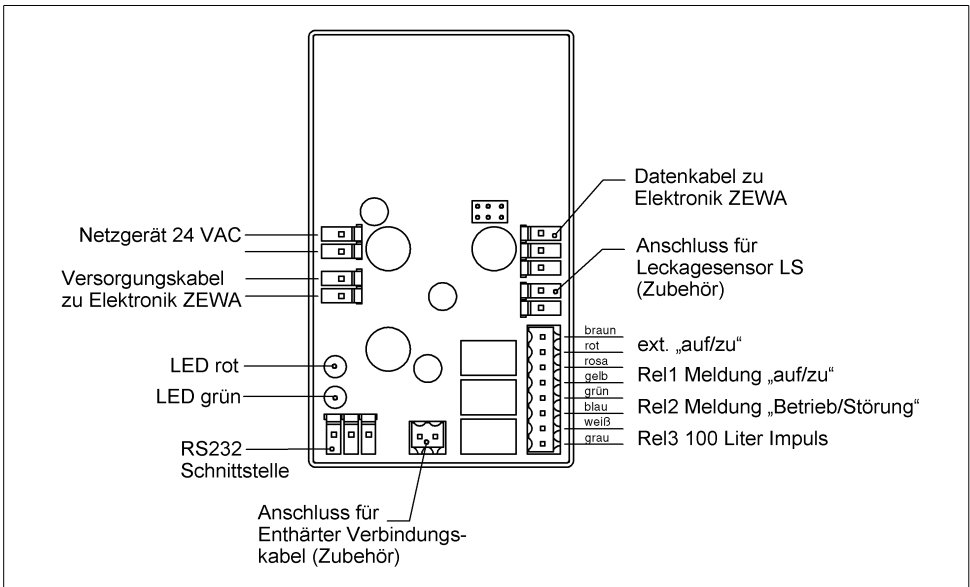 Netzgerät 24 VAC
Versorgungskabel
zu Elektronik ZEWA
LED rot
LED grün
RS232
Schnittstelle
Anschluss für
Enthärter Verbindungs-
kabel (Zubehör)
Datenkabel zu
Elektronik ZEWA
Anschluss für
Leckagesensor LS
(Zubehör)
braun
rot
rosa
gelb
grün
blau
weiß
grau
ext. „auf/zu“
Rel1 Meldung „auf/zu“
Rel2 Meldung „Betrieb/Störung“
Rel3 100 Liter Impuls